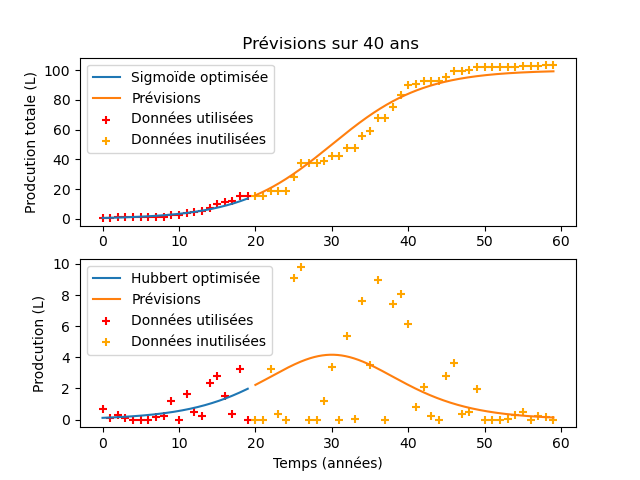 Prévisions sur 40 ans
Prodcution totale (L)
100
80
60
40
20
0
Sigmoïde optimisée
Prévisions
Données utilisées
Données inutilisées
0 10 20 30 40 50 60
Prodcution (L)
10
8
6
4
2
0
Hubbert optimisée
Prévisions
Données utilisées
Données inutilisées
0 10 20 30 40 50 60
Temps (années)